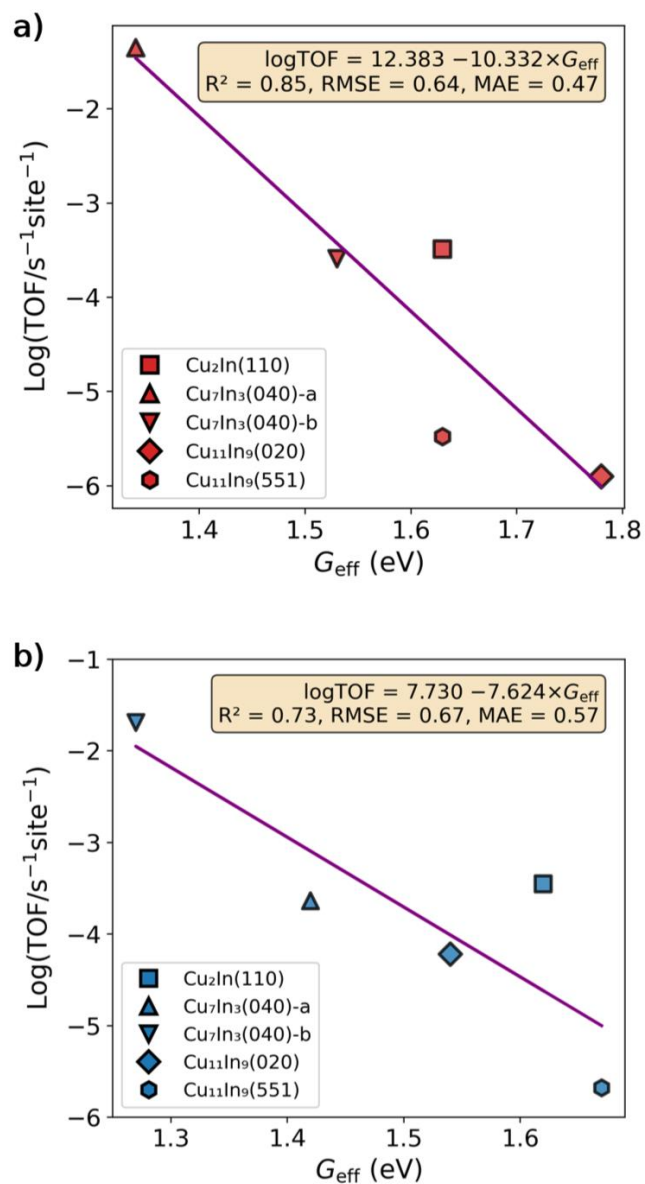 a)
logTOF = 12.383 −10.332×G_eff
R² = 0.85, RMSE = 0.64, MAE = 0.47
Log(TOF/s⁻¹site⁻¹)
−2
−3
−4
−5
−6
Cu₂In(110)
Cu₇In₃(040)-a
Cu₇In₃(040)-b
Cu₁₁In₉(020)
Cu₁₁In₉(551)
1.4 1.5 1.6 1.7 1.8
G_eff (eV)
b)
logTOF = 7.730 −7.624×G_eff
R² = 0.73, RMSE = 0.67, MAE = 0.57
Log(TOF/s⁻¹site⁻¹)
−1
−2
−3
−4
−5
−6
Cu₂In(110)
Cu₇In₃(040)-a
Cu₇In₃(040)-b
Cu₁₁In₉(020)
Cu₁₁In₉(551)
1.3 1.4 1.5 1.6
G_eff (eV)